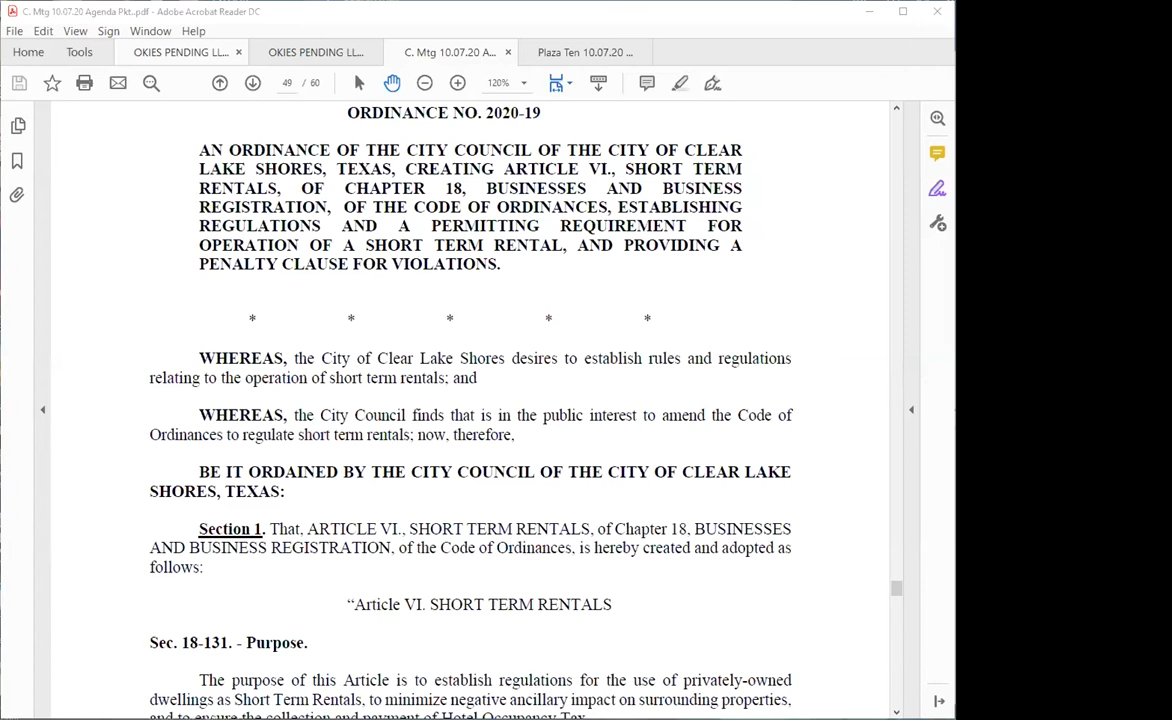 C. Mtg 10.07.20 Agenda Pkt..pdf - Adobe Acrobat Reader DC
File Edit View Sign Window Help
Home Tools OKIES PENDING LL... × OKIES PENDING LL... C. Mtg 10.07.20 A... × Plaza Ten 10.07.20 ...
49 / 60 120%
ORDINANCE NO. 2020-19
AN ORDINANCE OF THE CITY COUNCIL OF THE CITY OF CLEAR
LAKE SHORES, TEXAS, CREATING ARTICLE VI., SHORT TERM
RENTALS, OF CHAPTER 18, BUSINESSES AND BUSINESS
REGISTRATION, OF THE CODE OF ORDINANCES, ESTABLISHING
REGULATIONS AND A PERMITTING REQUIREMENT FOR
OPERATION OF A SHORT TERM RENTAL, AND PROVIDING A
PENALTY CLAUSE FOR VIOLATIONS.
* * * * *
WHEREAS, the City of Clear Lake Shores desires to establish rules and regulations
relating to the operation of short term rentals; and
WHEREAS, the City Council finds that is in the public interest to amend the Code of
Ordinances to regulate short term rentals; now, therefore,
BE IT ORDAINED BY THE CITY COUNCIL OF THE CITY OF CLEAR LAKE
SHORES, TEXAS:
Section 1. That, ARTICLE VI., SHORT TERM RENTALS, of Chapter 18, BUSINESSES
AND BUSINESS REGISTRATION, of the Code of Ordinances, is hereby created and adopted as
follows:
“Article VI. SHORT TERM RENTALS
Sec. 18-131. - Purpose.
The purpose of this Article is to establish regulations for the use of privately-owned
dwellings as Short Term Rentals, to minimize negative ancillary impact on surrounding properties,
and to ensure the collection and payment of Hotel Occupancy Tax